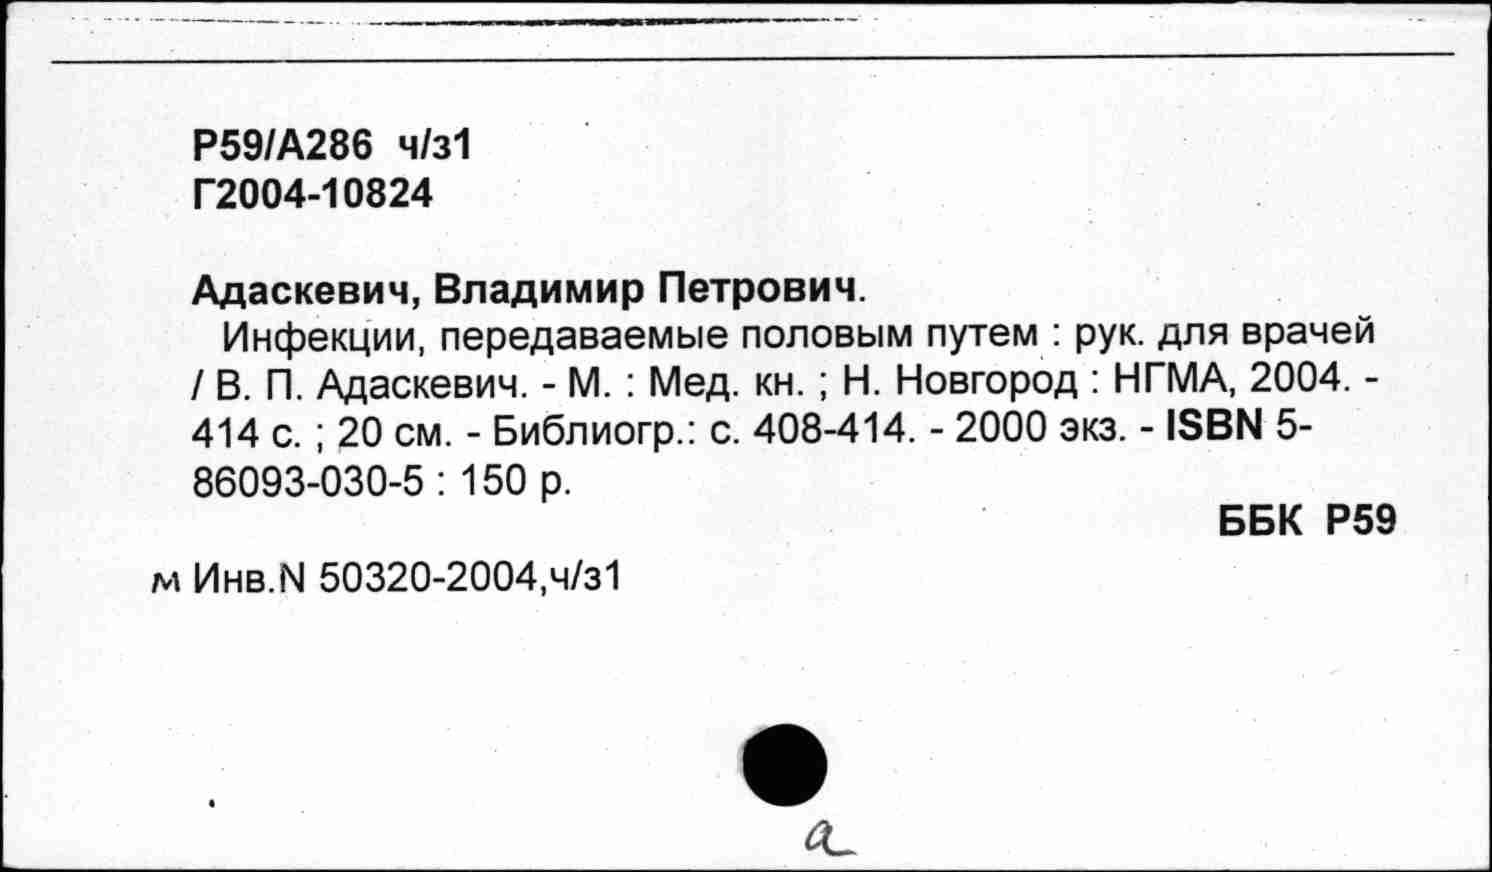 Р59/А286 ч/з1
Г2004-10824
Адаскевич, Владимир Петрович.
Инфекции, передаваемые половым путем : рук. для врачей
/ В. П. Адаскевич. - М. : Мед. кн. ; Н. Новгород : НГМА, 2004. -
414 с. ; 20 см. - Библиогр.: с. 408-414. - 2000 экз. - ISBN 5-
86093-030-5 : 150 р.
ББК Р59
м Инв.N 50320-2004,ч/з1
а